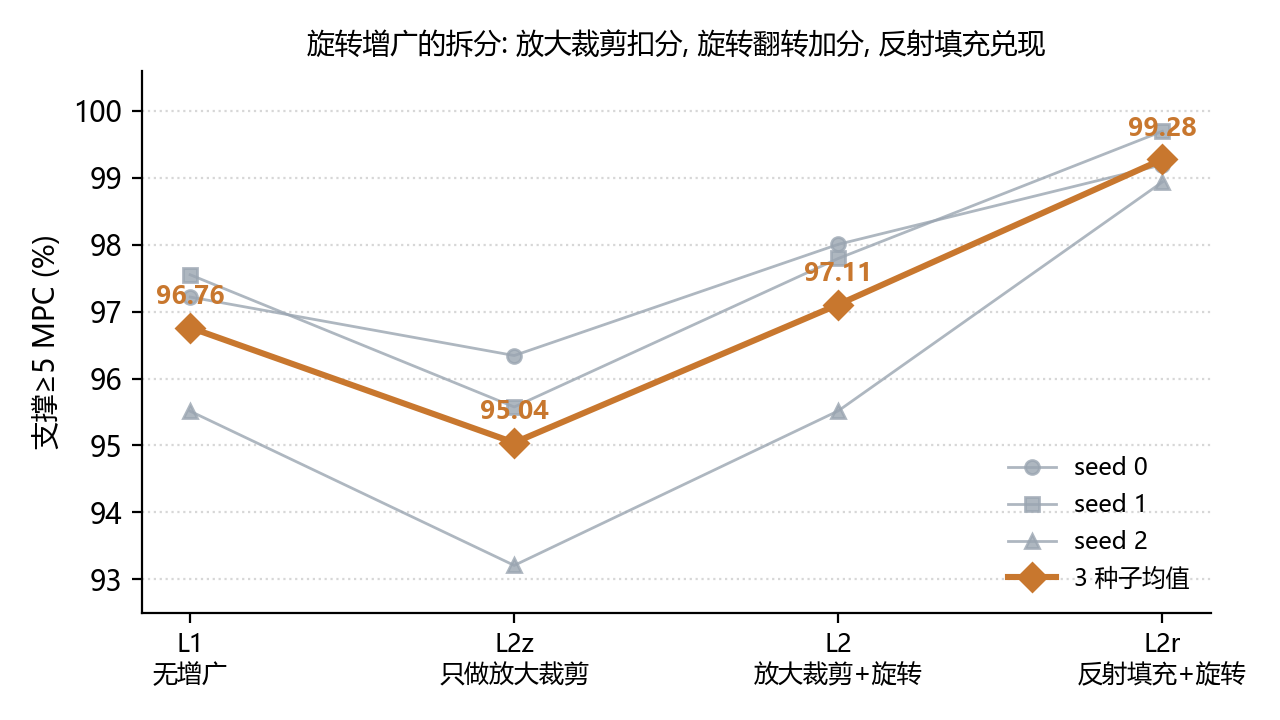 旋转增广的拆分: 放大裁剪扣分, 旋转翻转加分, 反射填充兑现
支撑≥5 MPC (%)
100
99
98
97
96
95
94
93
96.76
95.04
97.11
99.28
seed 0
seed 1
seed 2
3 种子均值
L1
无增广
L2z
只做放大裁剪
L2
放大裁剪+旋转
L2r
反射填充+旋转